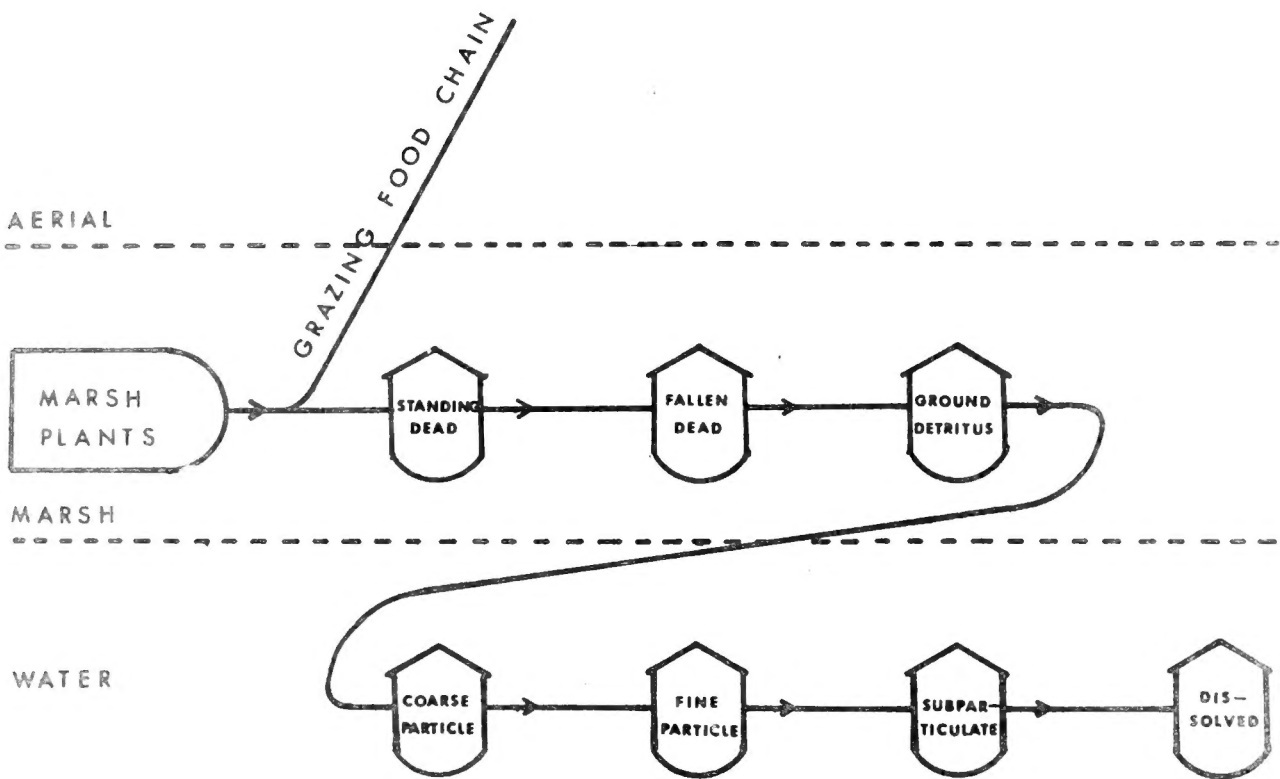 GRAZING FOOD CHAIN
AERIAL
MARSH
PLANTS
STANDING
DEAD
FALLEN
DEAD
GROUND
DETRITUS
MARSH
WATER
COARSE
PARTICLE
FINE
PARTICLE
SUBPAR-
TICULATE
DIS-
SOLVED